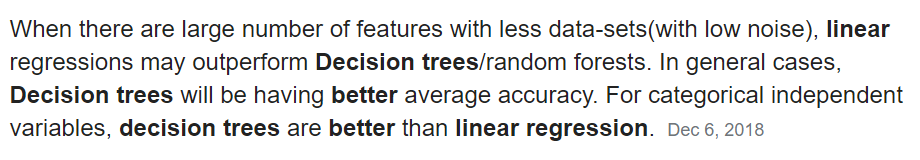 When there are large number of features with less data-sets(with low noise), linear
regressions may outperform Decision trees/random forests. In general cases,
Decision trees will be having better average accuracy. For categorical independent
variables, decision trees are better than linear regression. Dec 6, 2018